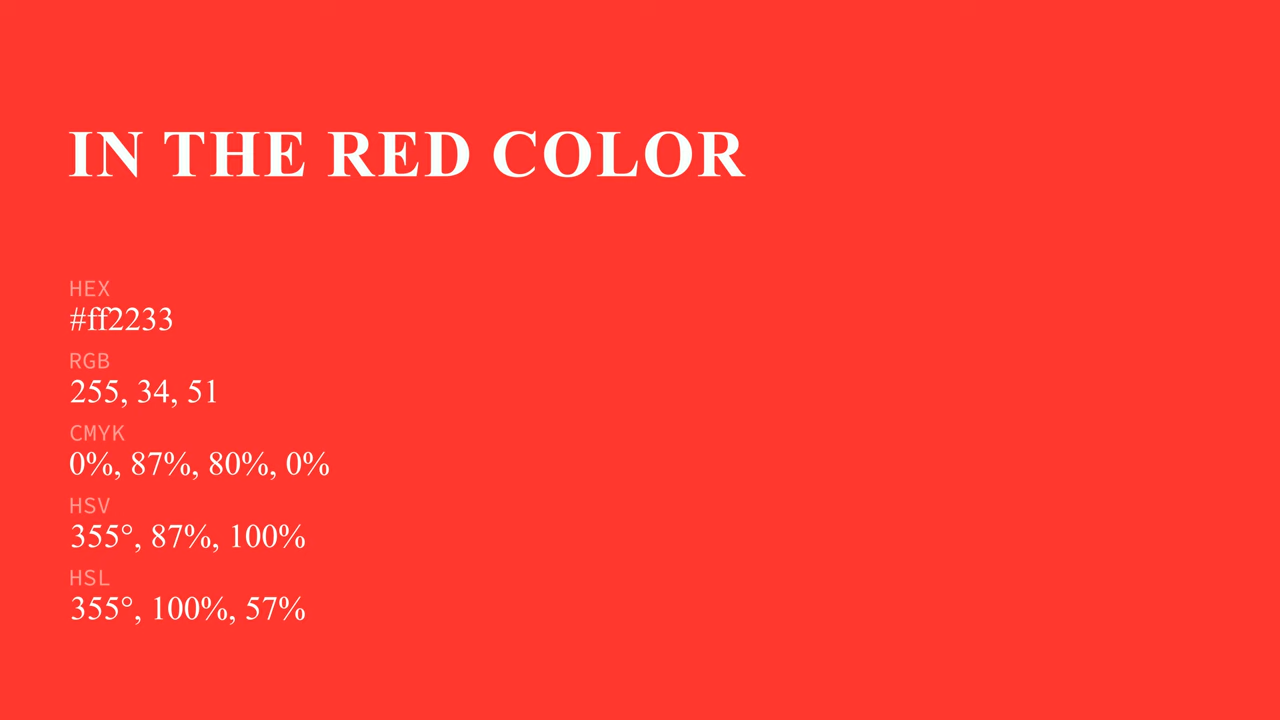 IN THE RED COLOR
HEX
#ff2233
RGB
255, 34, 51
CMYK
0%, 87%, 80%, 0%
HSV
355°, 87%, 100%
HSL
355°, 100%, 57%